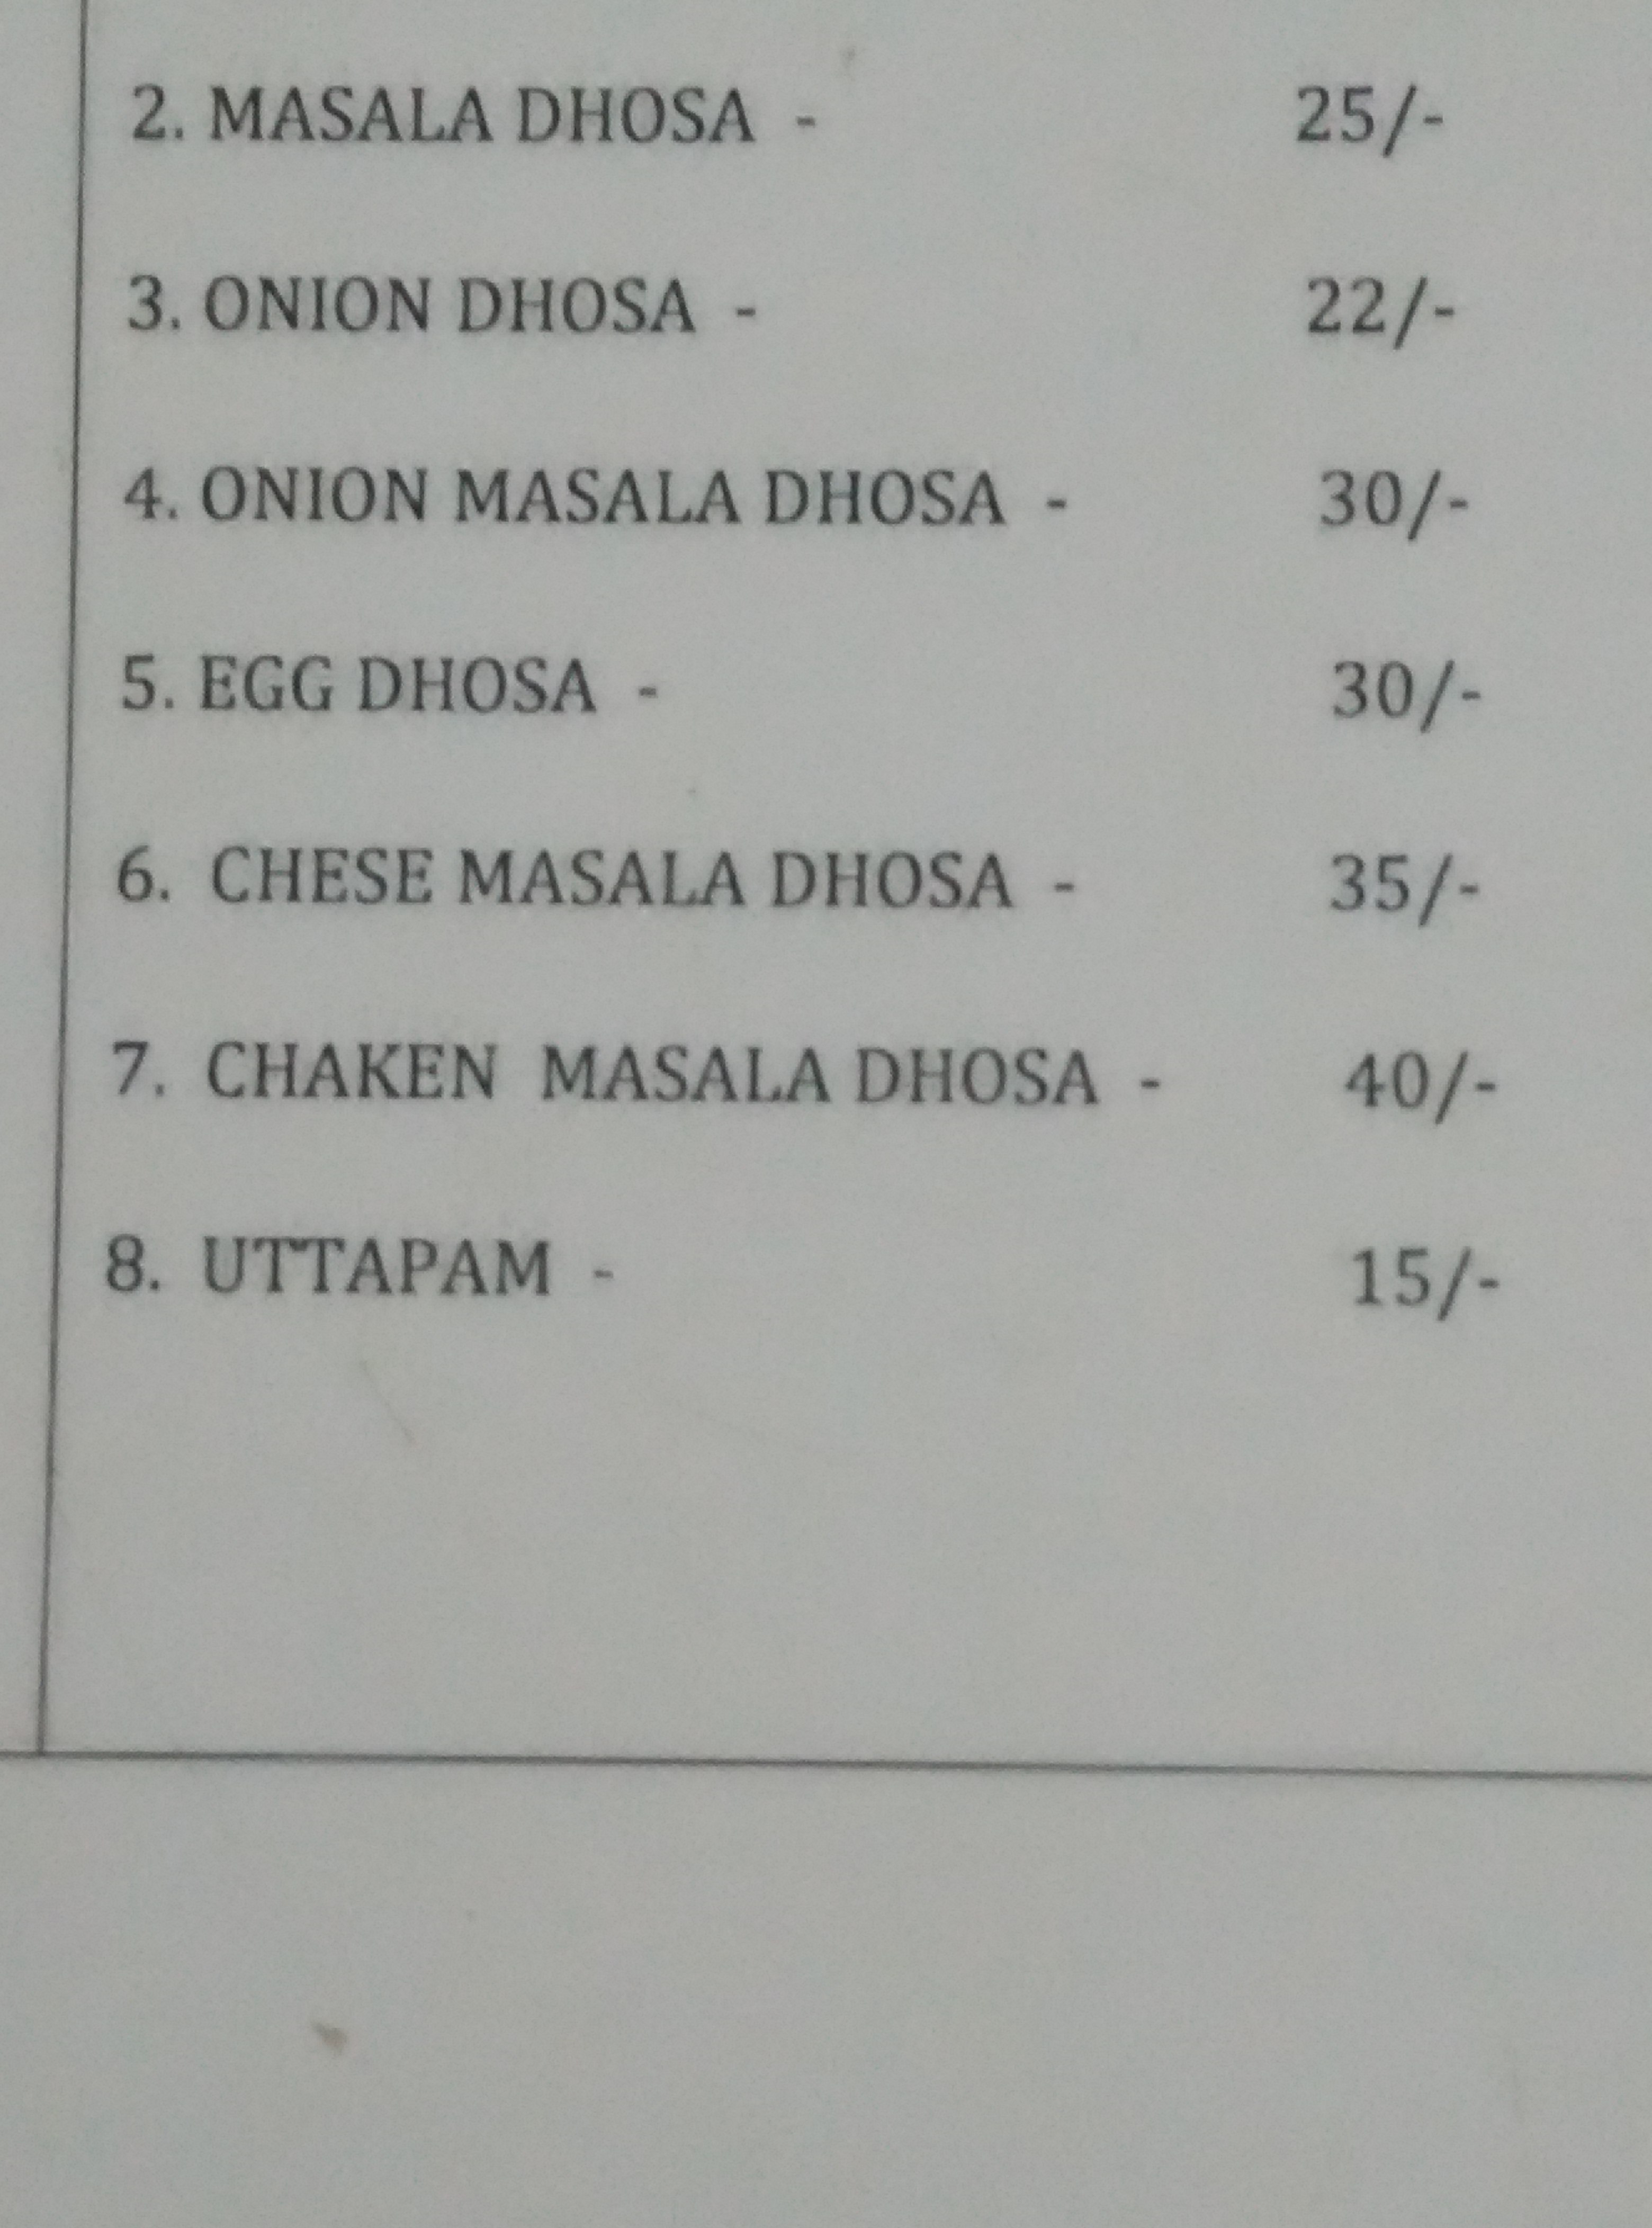 2. MASALA DHOSA - 25/-
3. ONION DHOSA - 22/-
4. ONION MASALA DHOSA - 30/-
5. EGG DHOSA - 30/-
6. CHESE MASALA DHOSA - 35/-
7. CHAKEN MASALA DHOSA - 40/-
8. UTTAPAM - 15/-